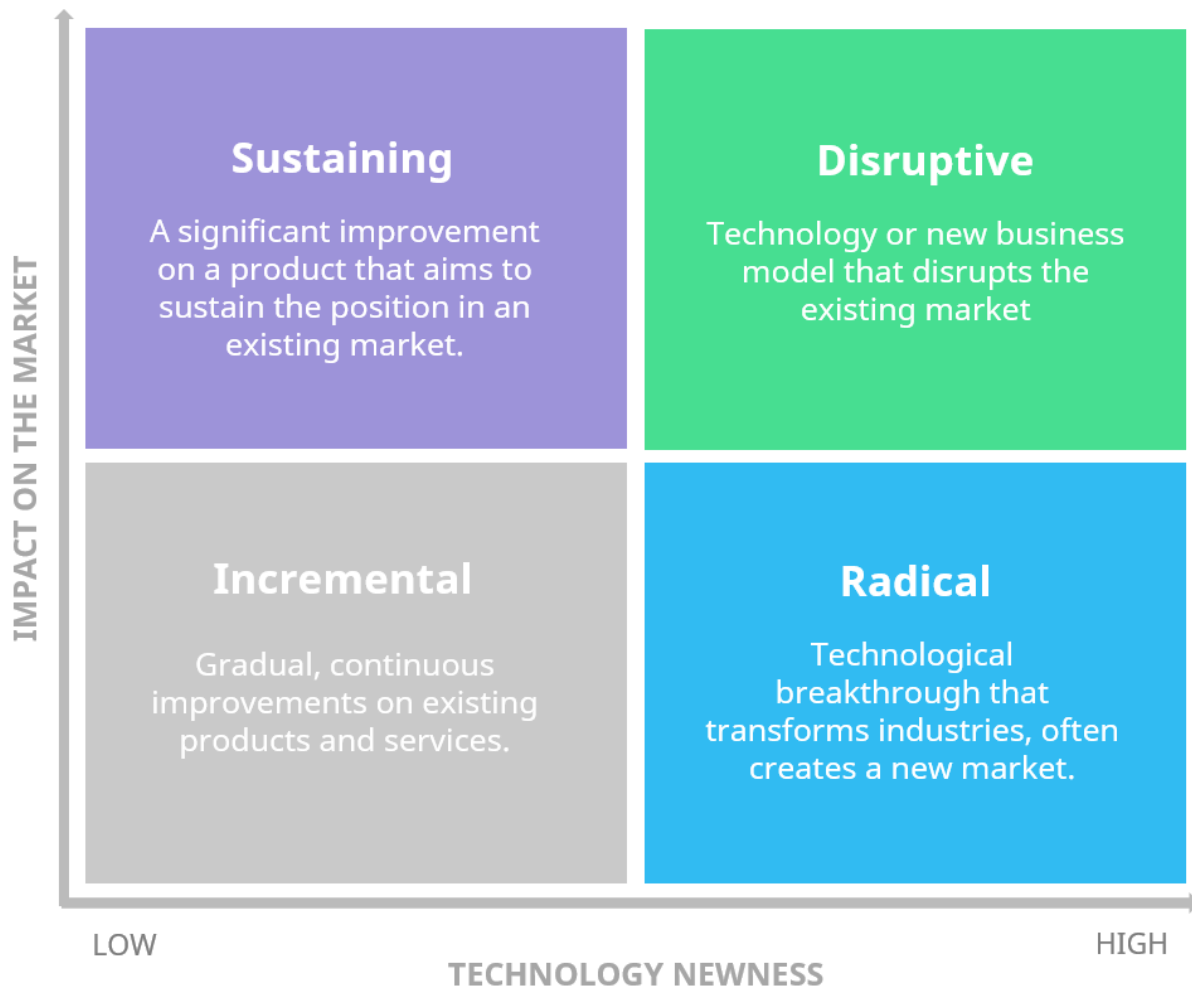 IMPACT ON THE MARKET
Sustaining
A significant improvement
on a product that aims to
sustain the position in an
existing market.
Disruptive
Technology or new business
model that disrupts the
existing market
Incremental
Gradual, continuous
improvements on existing
products and services.
Radical
Technological
breakthrough that
transforms industries, often
creates a new market.
LOW
HIGH
TECHNOLOGY NEWNESS